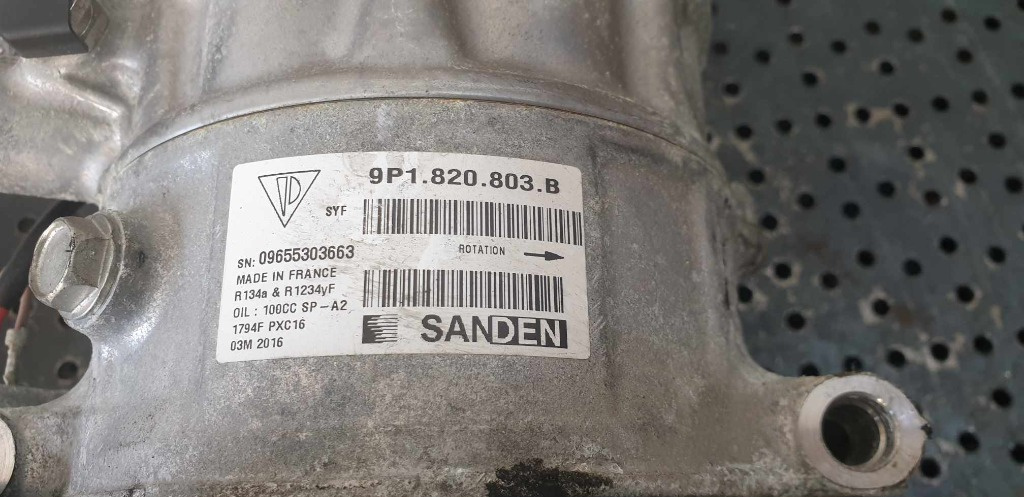 9P1.820.803.B
SYF
ROTATION
SN: 09655303663
MADE IN FRANCE
R134a & R1234yF
OIL : 100CC SP-A2
1794F PXC16
03M 2016
SANDEN